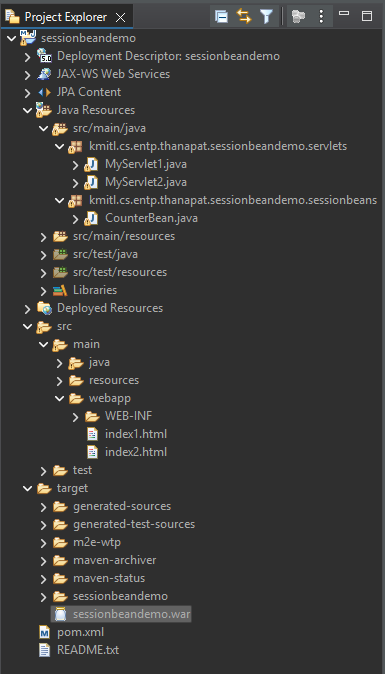 Project Explorer
sessionbeandemo
Deployment Descriptor: sessionbeandemo
JAX-WS Web Services
JPA Content
Java Resources
src/main/java
kmitl.cs.entp.thanapat.sessionbeandemo.servlets
MyServlet1.java
MyServlet2.java
kmitl.cs.entp.thanapat.sessionbeandemo.sessionbeans
CounterBean.java
src/main/resources
src/test/java
src/test/resources
Libraries
Deployed Resources
src
main
java
resources
webapp
WEB-INF
index1.html
index2.html
test
target
generated-sources
generated-test-sources
m2e-wtp
maven-archiver
maven-status
sessionbeandemo
sessionbeandemo.war
pom.xml
README.txt